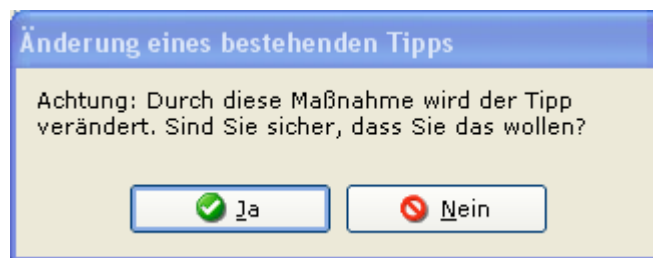 Änderung eines bestehenden Tipps
Achtung: Durch diese Maßnahme wird der Tipp
verändert. Sind Sie sicher, dass Sie das wollen?
Ja
Nein